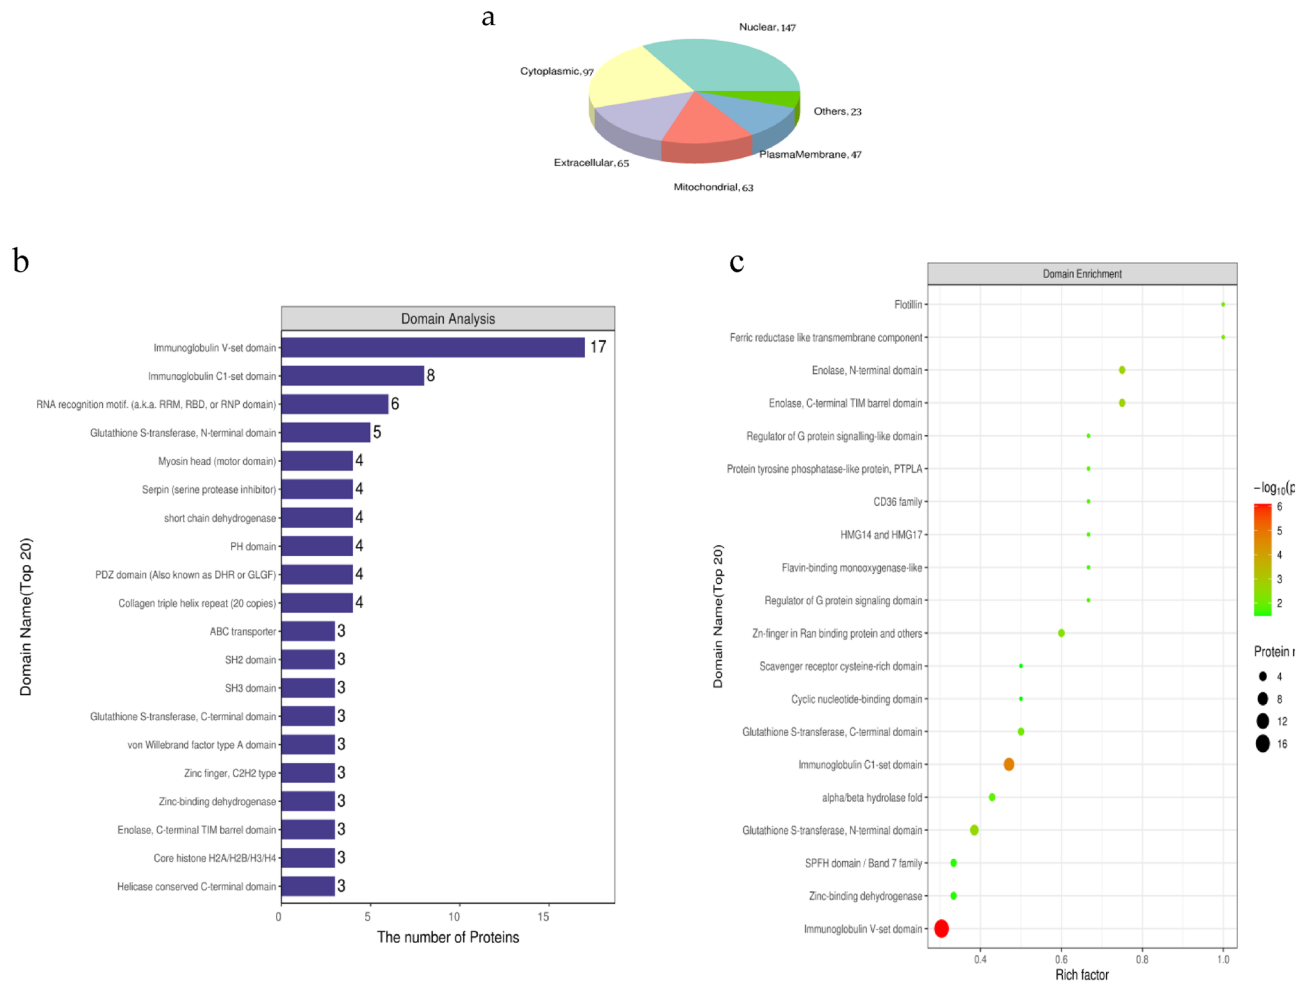 a
Nuclear, 147
Cytoplasmic, 97
Others, 23
PlasmaMembrane, 47
Extracellular, 65
Mitochondrial, 63
b
Domain Analysis
Domain Name(Top 20)
Immunoglobulin V-set domain 17
Immunoglobulin C1-set domain 8
RNA recognition motif. (a.k.a. RRM, RBD, or RNP domain) 6
Glutathione S-transferase, N-terminal domain 5
Myosin head (motor domain) 4
Serpin (serine protease inhibitor) 4
short chain dehydrogenase 4
PH domain 4
PDZ domain (Also known as DHR or GLGF) 4
Collagen triple helix repeat (20 copies) 4
ABC transporter 3
SH2 domain 3
SH3 domain 3
Glutathione S-transferase, C-terminal domain 3
von Willebrand factor type A domain 3
Zinc finger, C2H2 type 3
Zinc-binding dehydrogenase 3
Enolase, C-terminal TIM barrel domain 3
Core histone H2A/H2B/H3/H4 3
Helicase conserved C-terminal domain 3
0 5 10 15
The number of Proteins
c
Domain Enrichment
Domain Name(Top 20)
Flotillin
Ferric reductase like transmembrane component
Enolase, N-terminal domain
Enolase, C-terminal TIM barrel domain
Regulator of G protein signalling-like domain
Protein tyrosine phosphatase-like protein, PTPLA
CD36 family
HMG14 and HMG17
Flavin-binding monooxygenase-like
Regulator of G protein signaling domain
Zn-finger in Ran binding protein and others
Scavenger receptor cysteine-rich domain
Cyclic nucleotide-binding domain
Glutathione S-transferase, C-terminal domain
Immunoglobulin C1-set domain
alpha/beta hydrolase fold
Glutathione S-transferase, N-terminal domain
SPFH domain / Band 7 family
Zinc-binding dehydrogenase
Immunoglobulin V-set domain
0.4 0.6 0.8 1.0
Rich factor
−log10(p
6
5
4
3
2
Protein n
4
8
12
16